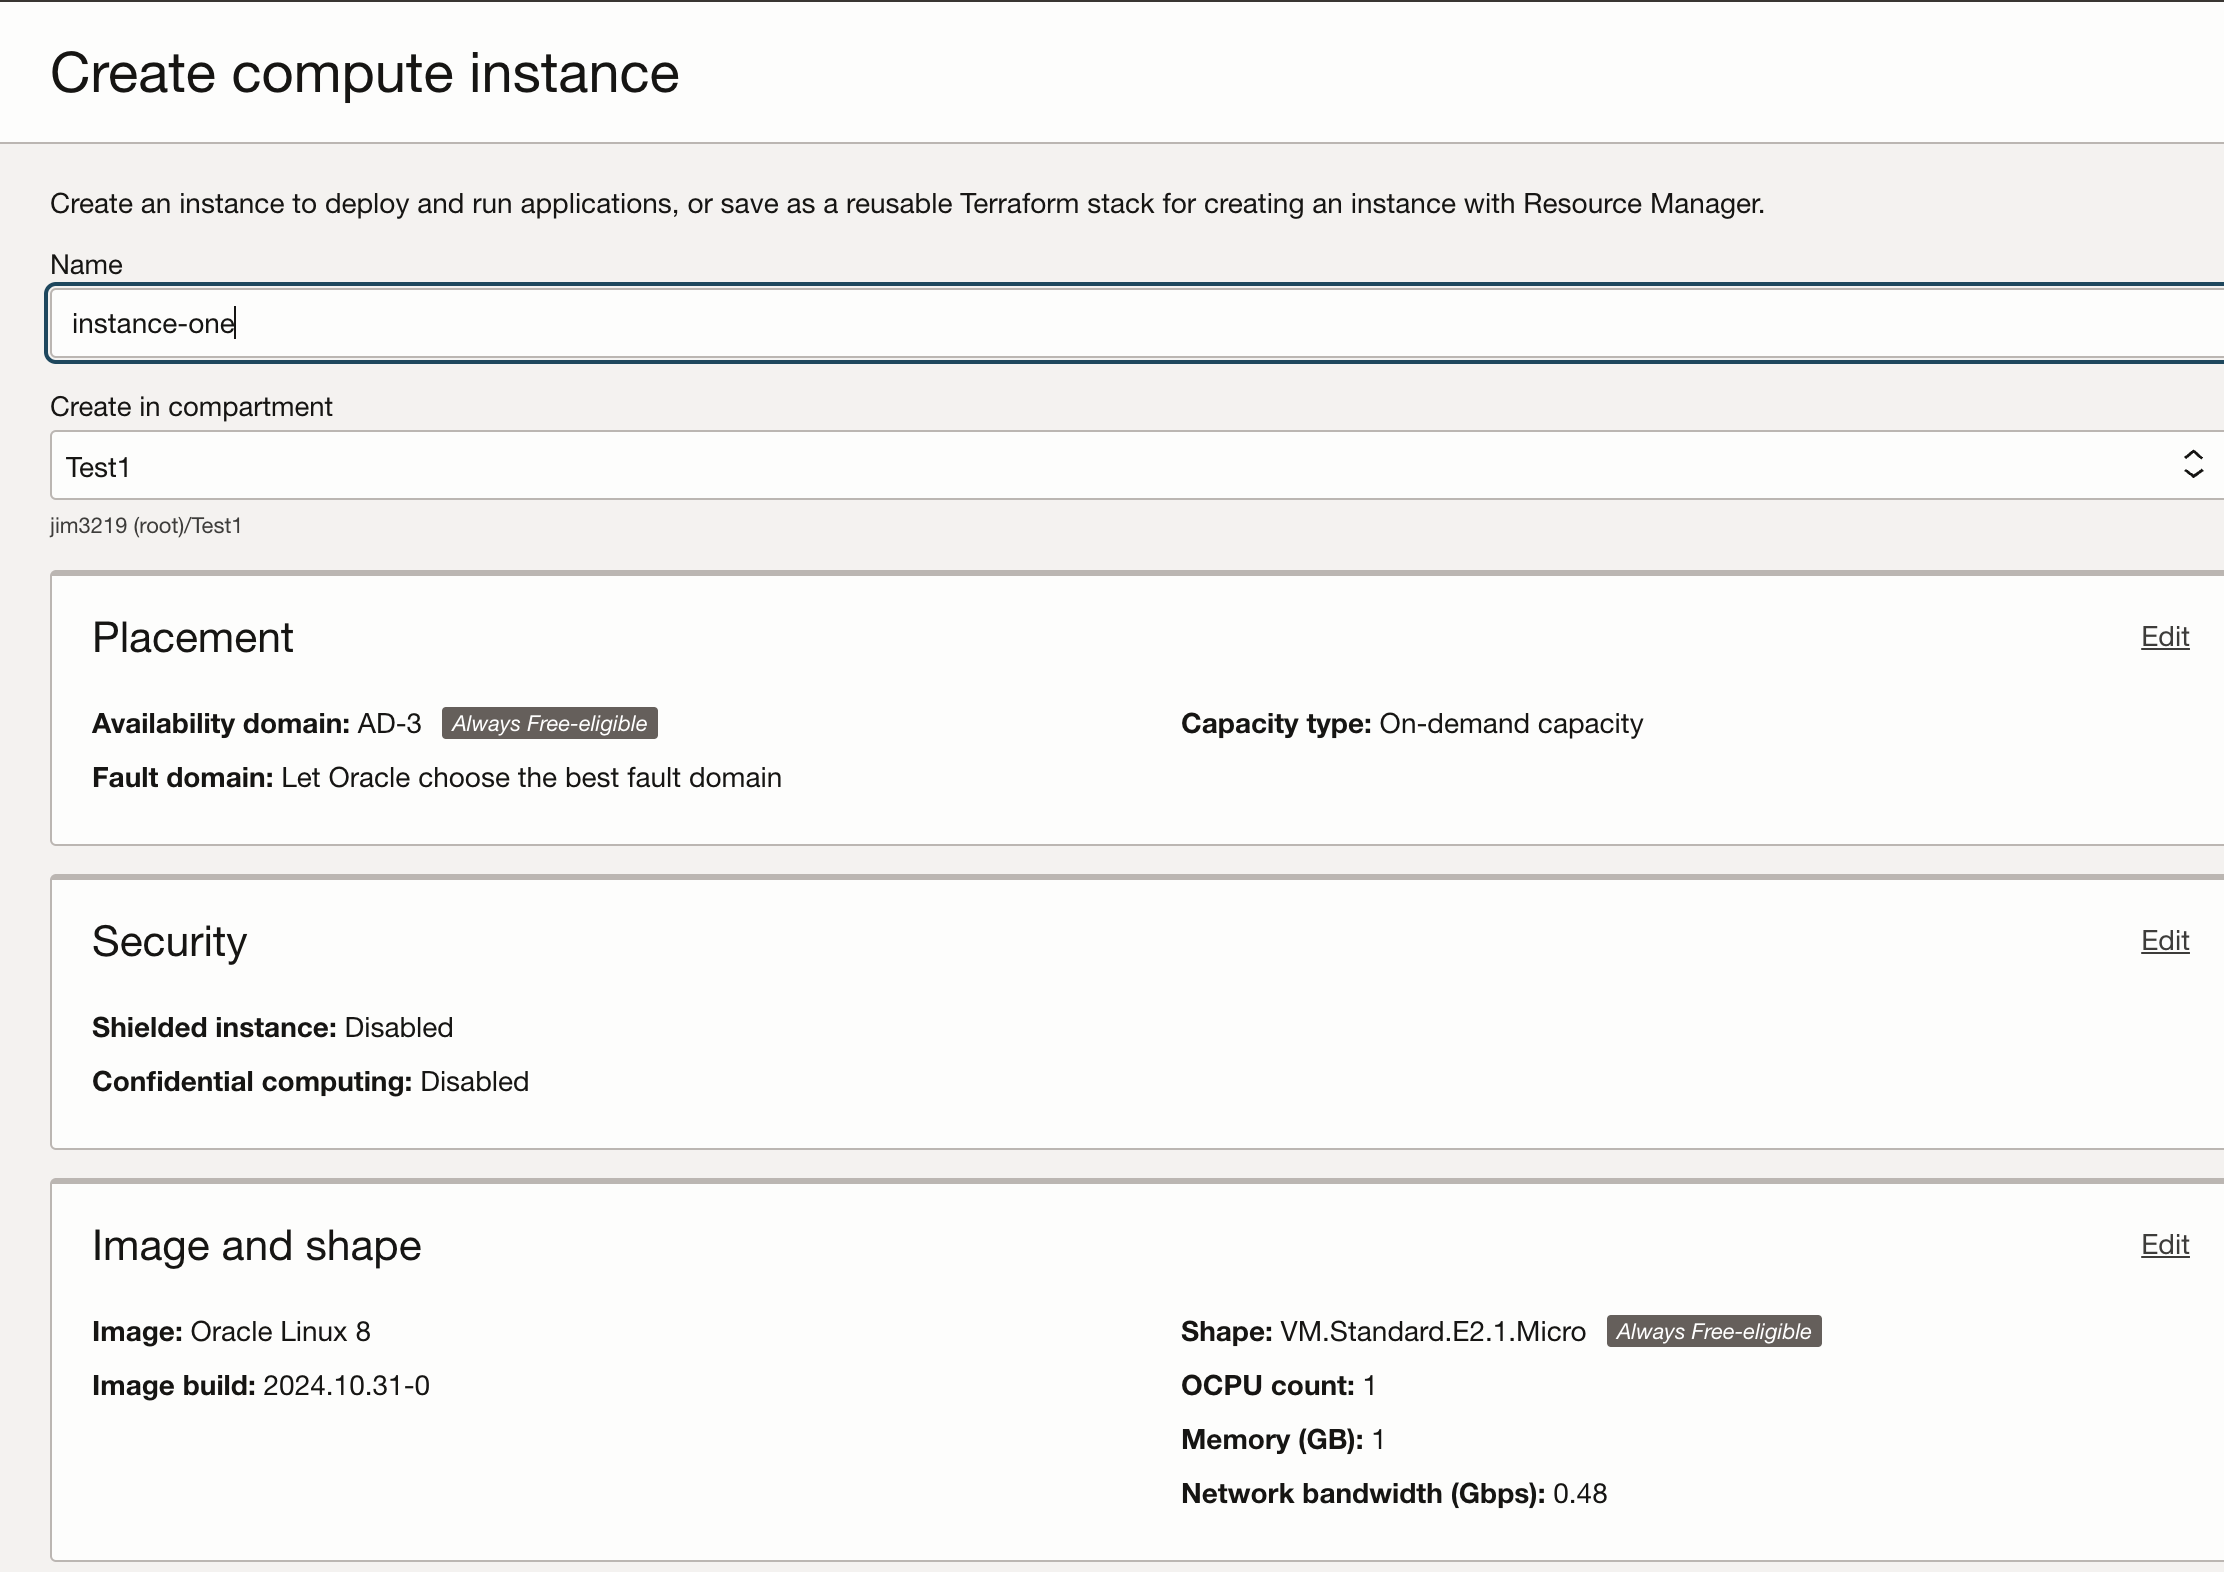 Create compute instance
Create an instance to deploy and run applications, or save as a reusable Terraform stack for creating an instance with Resource Manager.
Name
instance-one
Create in compartment
Test1
jim3219 (root)/Test1
Placement
Edit
Availability domain: AD-3 Always Free-eligible
Capacity type: On-demand capacity
Fault domain: Let Oracle choose the best fault domain
Security
Edit
Shielded instance: Disabled
Confidential computing: Disabled
Image and shape
Edit
Image: Oracle Linux 8
Image build: 2024.10.31-0
Shape: VM.Standard.E2.1.Micro Always Free-eligible
OCPU count: 1
Memory (GB): 1
Network bandwidth (Gbps): 0.48